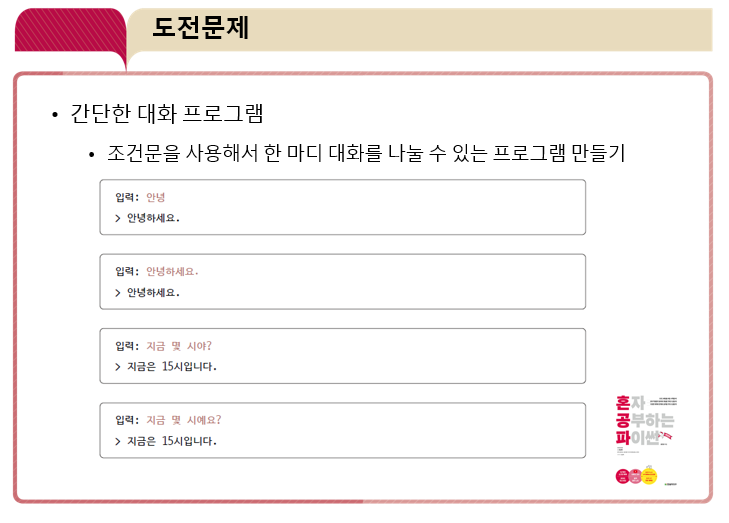 도전문제
• 간단한 대화 프로그램
• 조건문을 사용해서 한 마디 대화를 나눌 수 있는 프로그램 만들기
입력: 안녕
> 안녕하세요.
입력: 안녕하세요.
> 안녕하세요.
입력: 지금 몇 시야?
> 지금은 15시입니다.
입력: 지금 몇 시예요?
> 지금은 15시입니다.
혼자
공부하는
파이썬